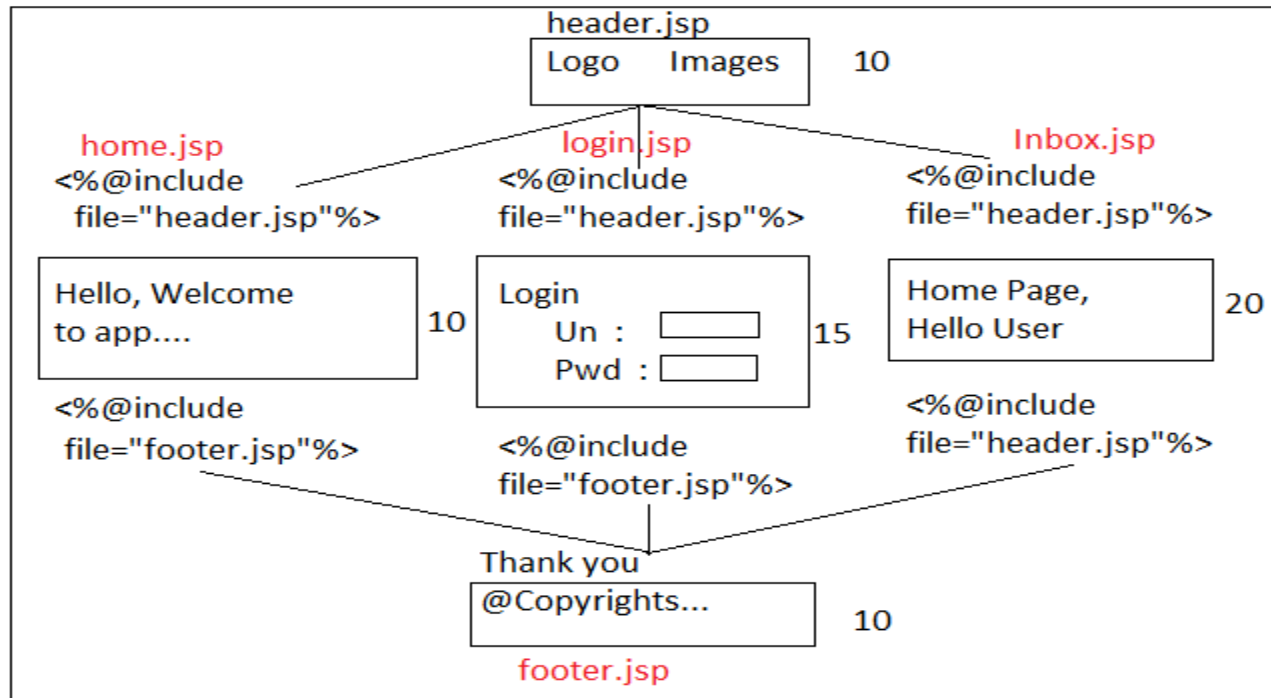 header.jsp
Logo Images 10
home.jsp
<%@include
file="header.jsp"%>
Hello, Welcome
to app....
10
<%@include
file="footer.jsp"%>
login.jsp
<%@include
file="header.jsp"%>
Login
Un :
Pwd :
15
<%@include
file="footer.jsp"%>
Inbox.jsp
<%@include
file="header.jsp"%>
Home Page,
Hello User
20
<%@include
file="header.jsp"%>
Thank you
@Copyrights...
10
footer.jsp